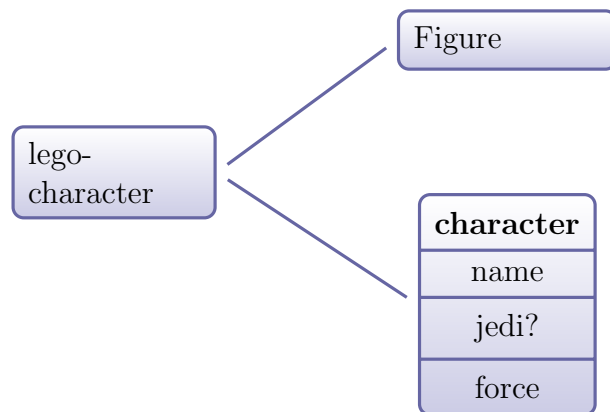 Figure
lego-
character
character
name
jedi?
force